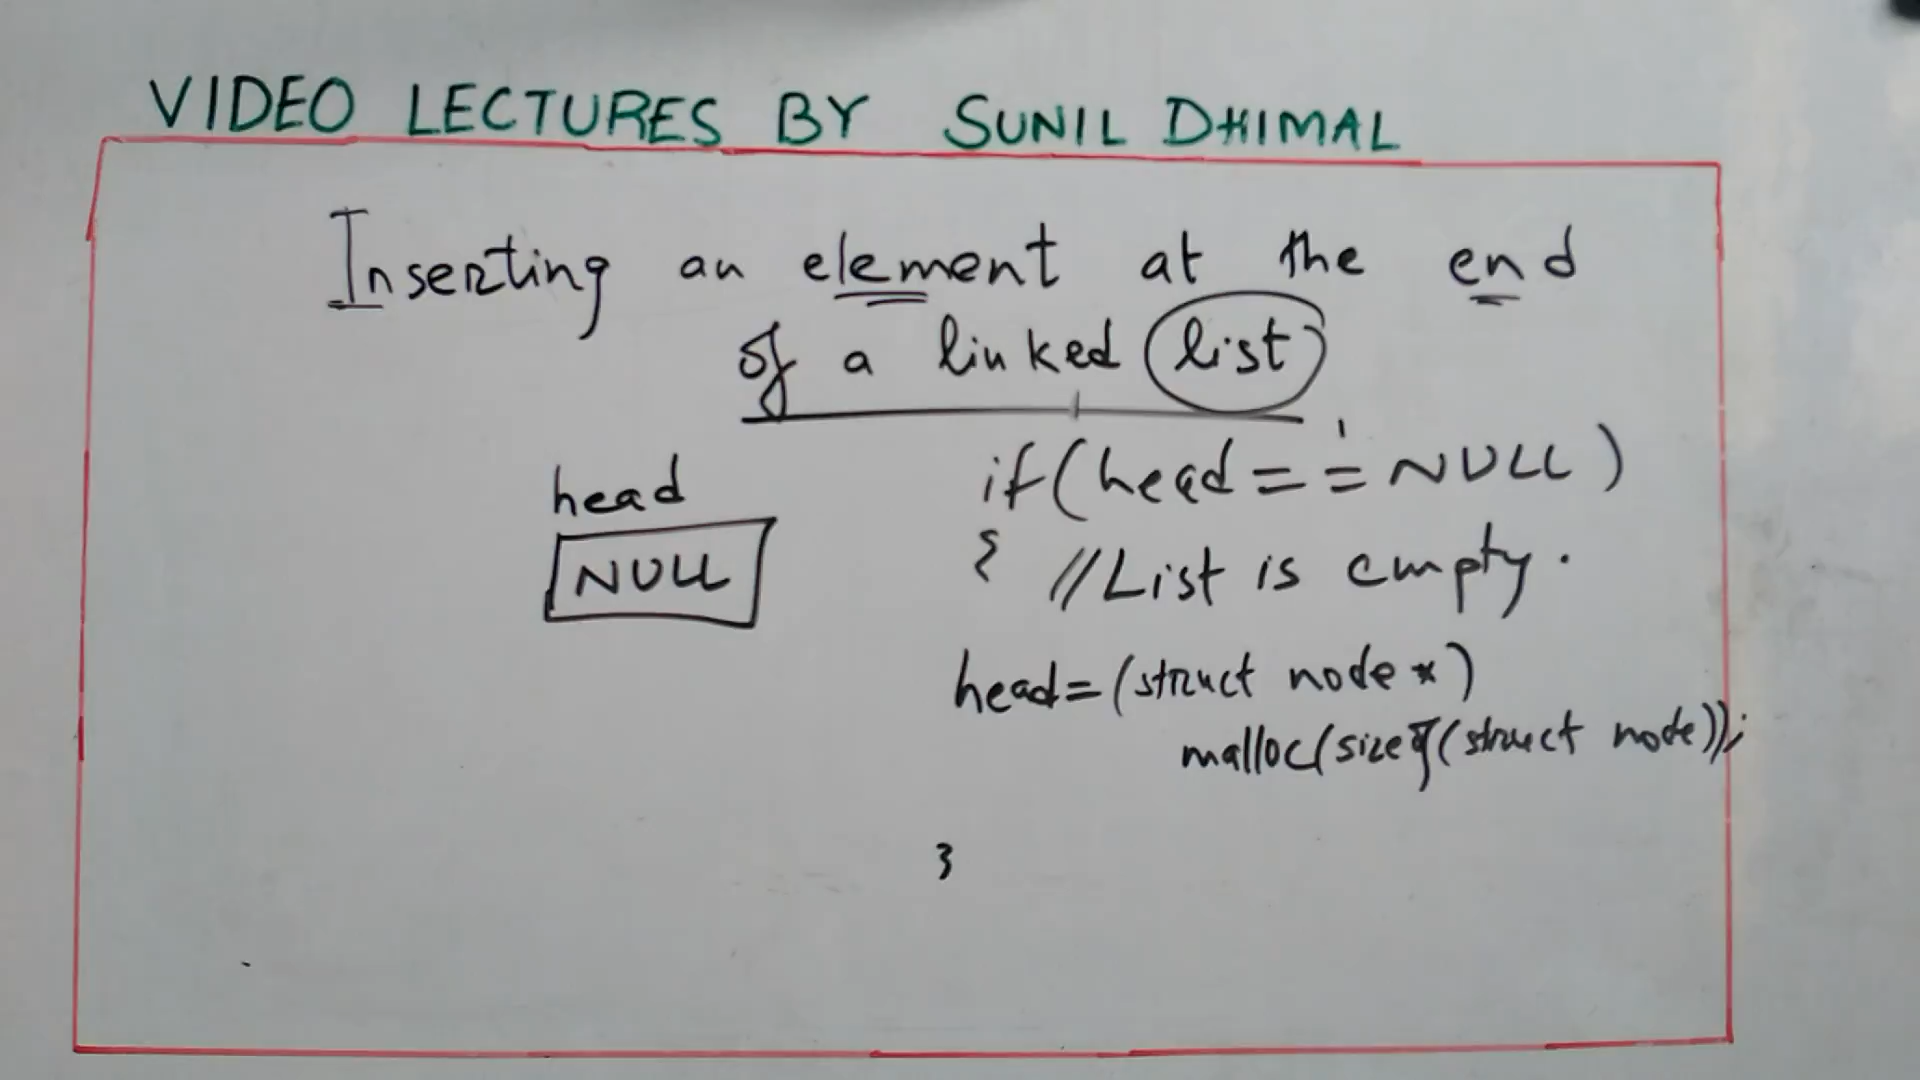 VIDEO LECTURES BY SUNIL DHIMAL
Inserting an element at the end
of a linked list
head
NULL
if(head==NULL)
{ //List is empty.
head=(struct node*)
malloc(sizeof(struct node));
}